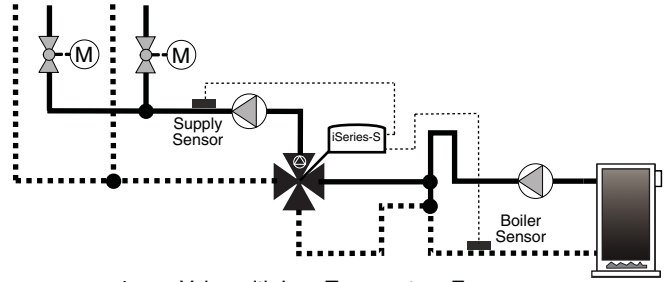 M
M
Supply
Sensor
iSeries-S
Boiler
Sensor